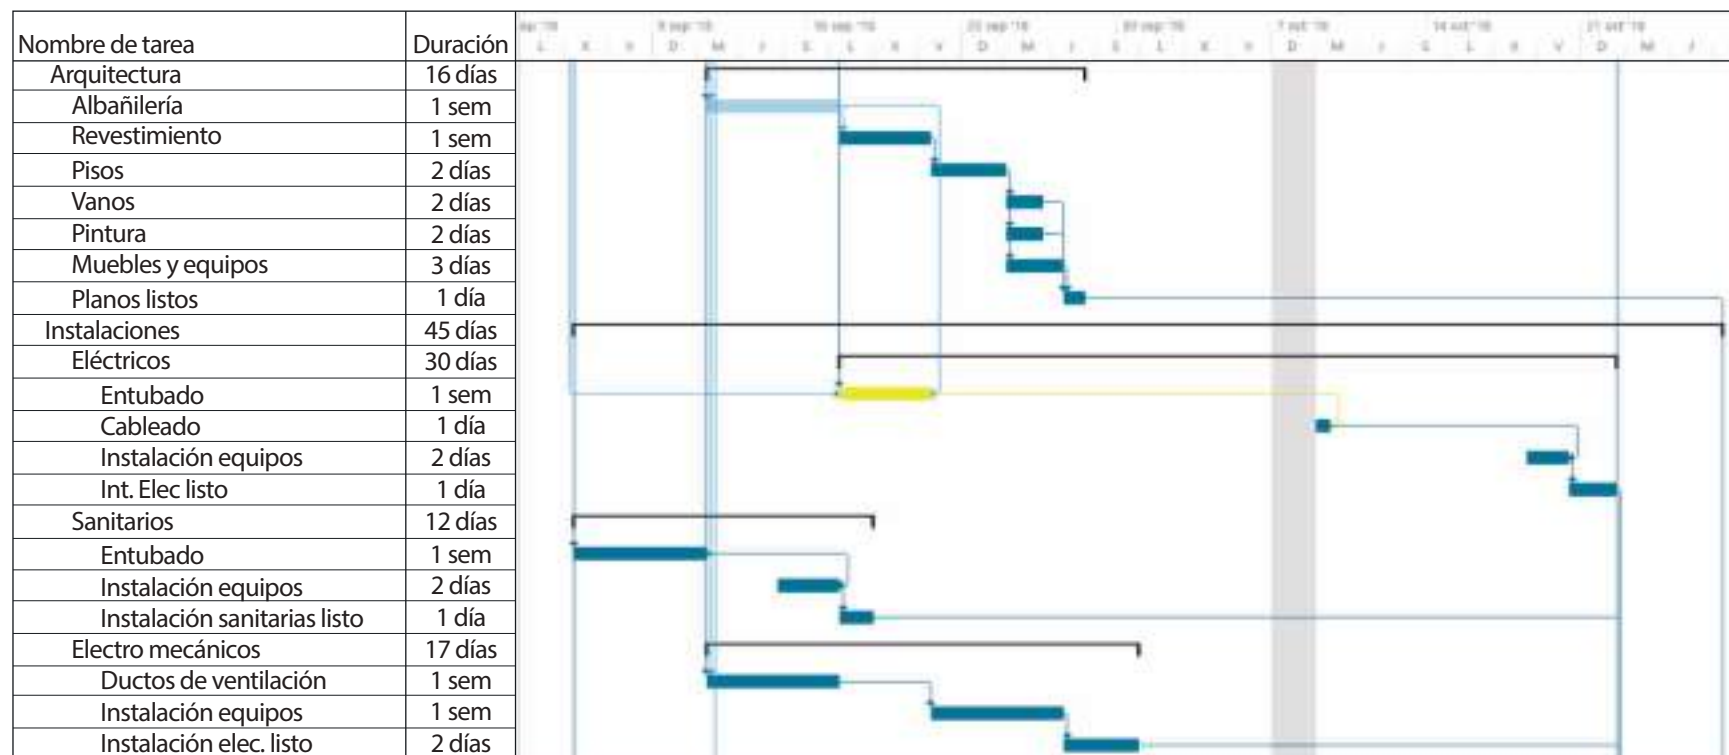 Nombre de tarea Duración
Arquitectura 16 días
Albañilería 1 sem
Revestimiento 1 sem
Pisos 2 días
Vanos 2 días
Pintura 2 días
Muebles y equipos 3 días
Planos listos 1 día
Instalaciones 45 días
Eléctricos 30 días
Entubado 1 sem
Cableado 1 día
Instalación equipos 2 días
Int. Elec listo 1 día
Sanitarios 12 días
Entubado 1 sem
Instalación equipos 2 días
Instalación sanitarias listo 1 día
Electro mecánicos 17 días
Ductos de ventilación 1 sem
Instalación equipos 1 sem
Instalación elec. listo 2 días